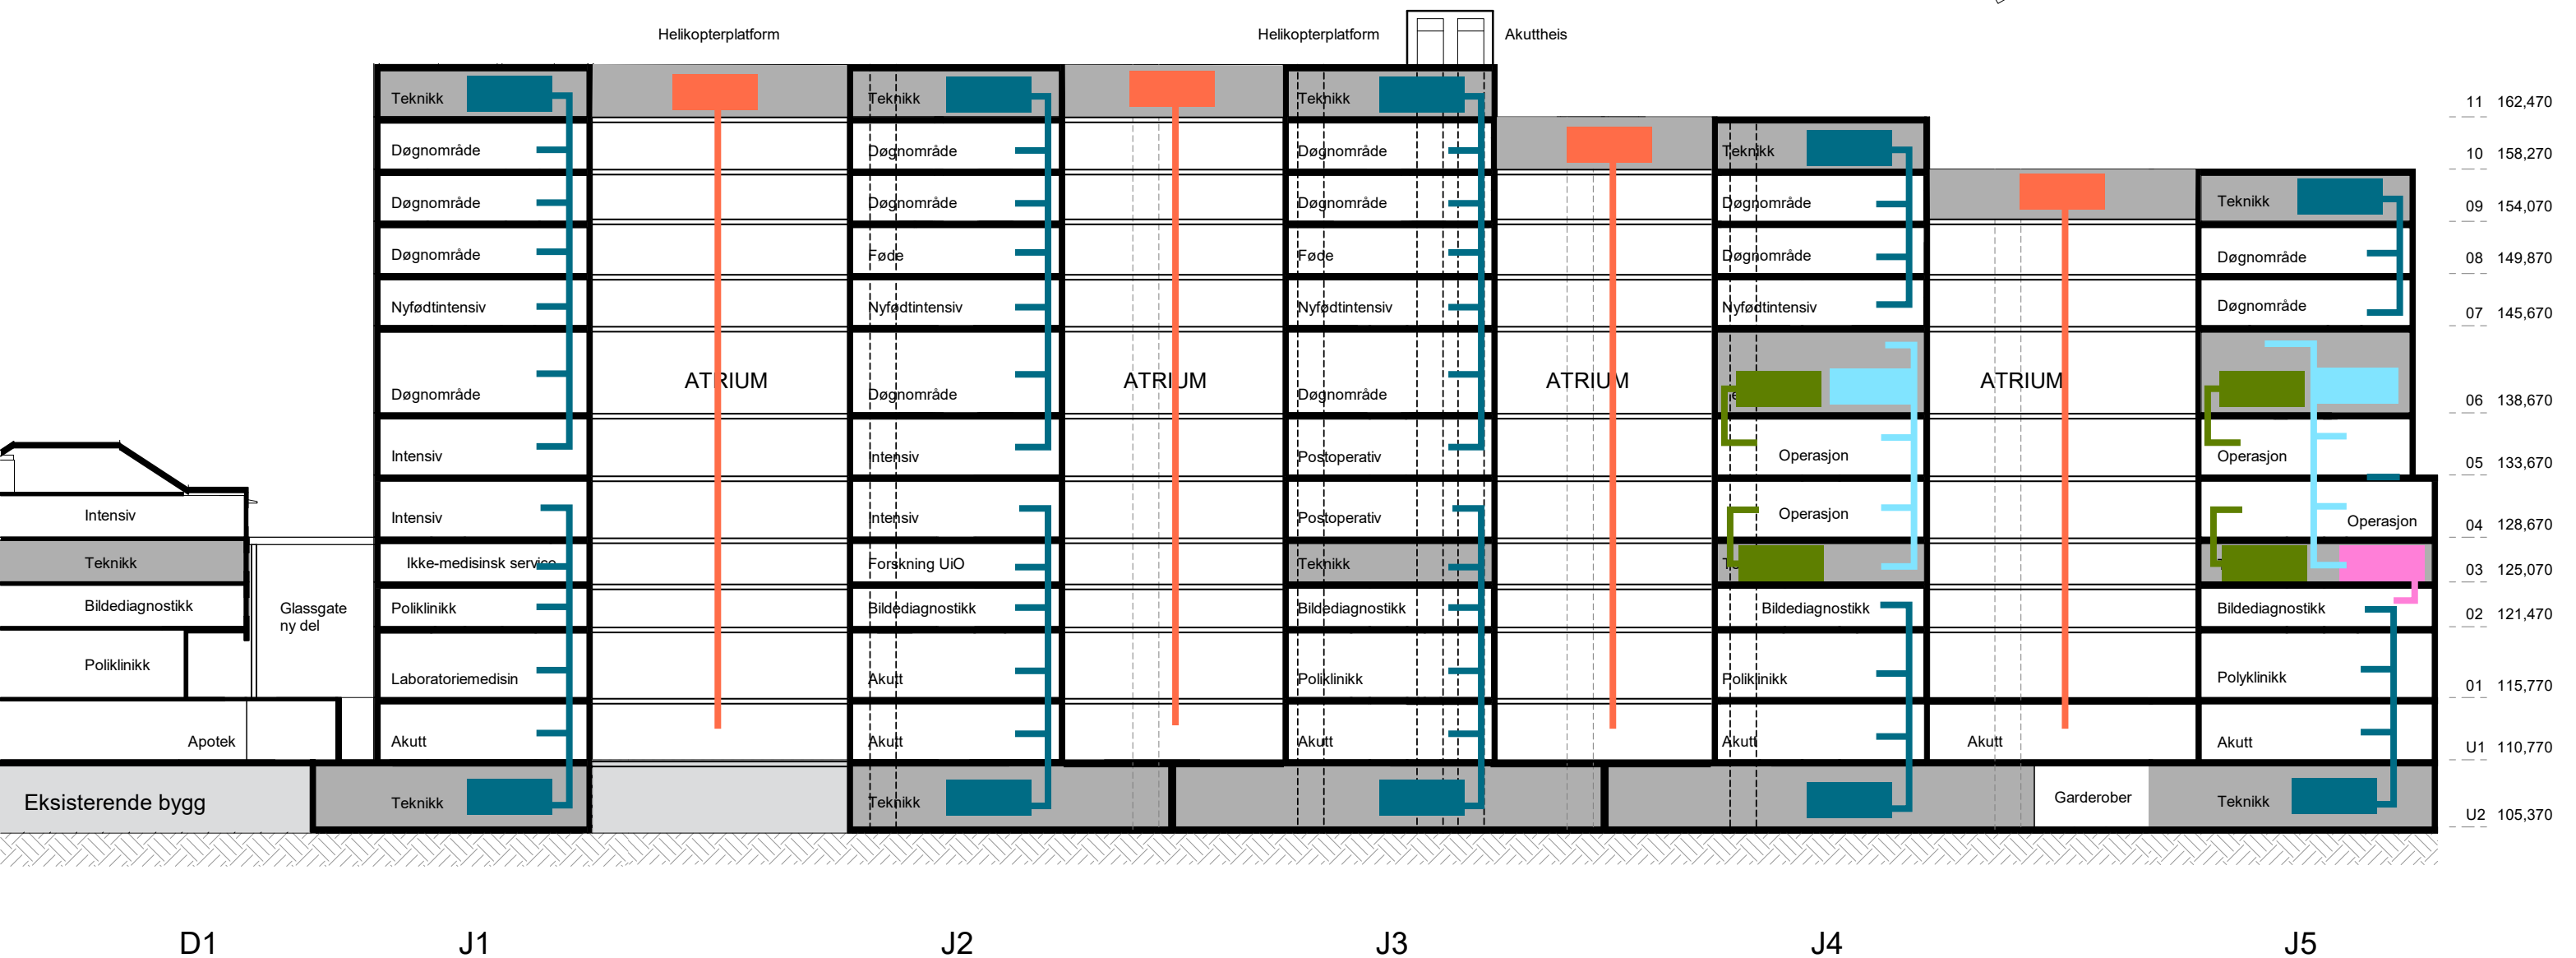 Helikopterplatform Helikopterplatform Akuttheis
Teknikk Teknikk Teknikk 11 162,470
Døgnområde Døgnområde Døgnområde Teknikk 10 158,270
Døgnområde Døgnområde Døgnområde Døgnområde Teknikk 09 154,070
Døgnområde Føde Føde Døgnområde Døgnområde 08 149,870
Nyfødtintensiv Nyfødtintensiv Nyfødtintensiv Nyfødtintensiv Døgnområde 07 145,670
ATRIUM ATRIUM ATRIUM ATRIUM
Døgnområde Døgnområde Døgnområde 06 138,670
Intensiv Intensiv Postoperativ Operasjon Operasjon 05 133,670
Intensiv Intensiv Intensiv Postoperativ Operasjon Operasjon 04 128,670
Teknikk Ikke-medisinsk service Forskning UiO Teknikk 03 125,070
Bildediagnostikk Glassgate Poliklinikk Bildediagnostikk Bildediagnostikk Bildediagnostikk Bildediagnostikk 02 121,470
ny del
Poliklinikk Laboratoriemedisin Akutt Poliklinikk Poliklinikk Polyklinikk 01 115,770
Apotek Akutt Akutt Akutt Akutt Akutt Akutt U1 110,770
Eksisterende bygg Teknikk Teknikk Garderober Teknikk U2 105,370
D1 J1 J2 J3 J4 J5